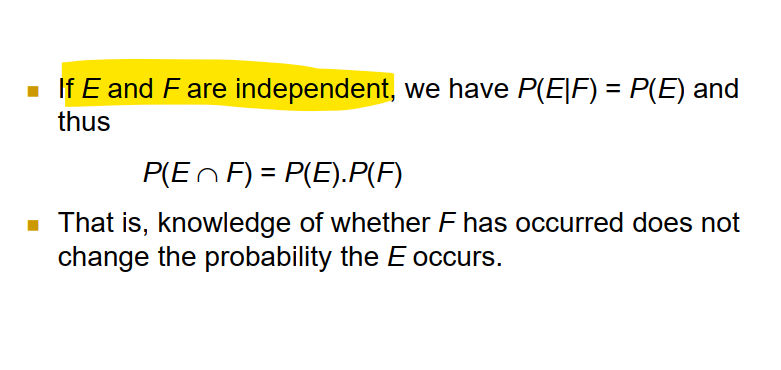 ▪ If E and F are independent, we have P(E|F) = P(E) and
thus
P(E ∩ F) = P(E).P(F)
▪ That is, knowledge of whether F has occurred does not
change the probability the E occurs.